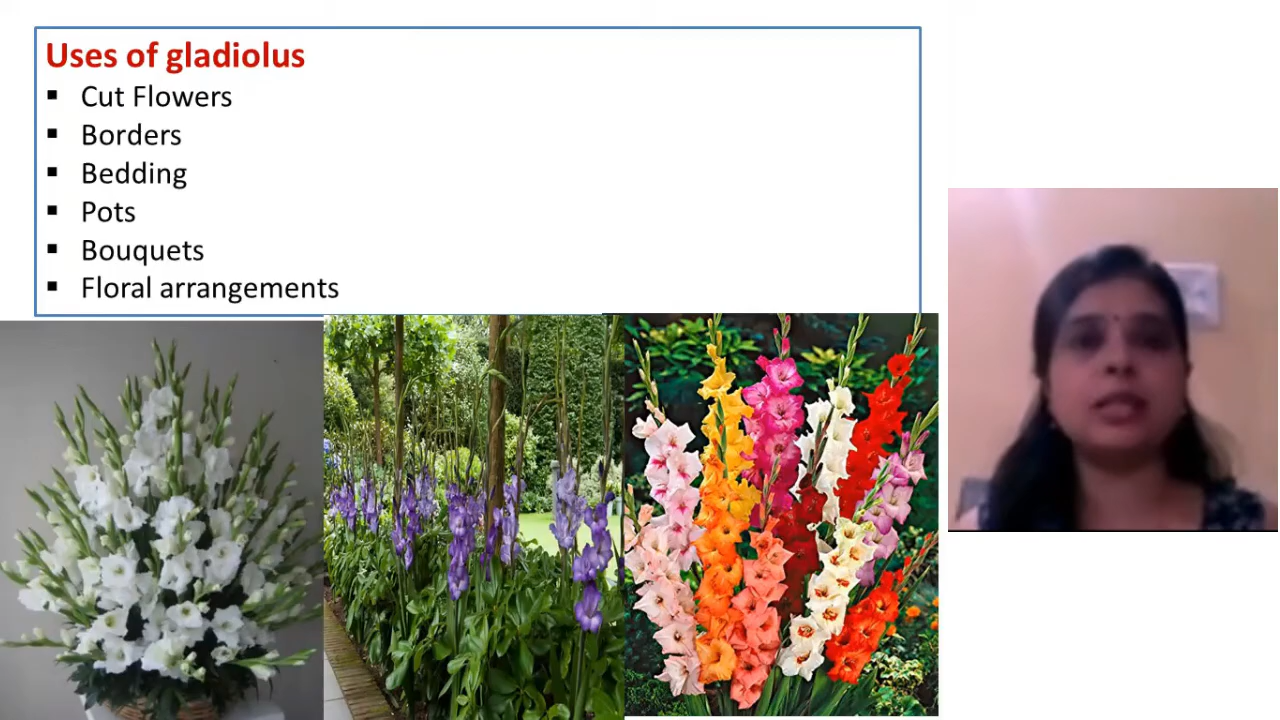 Uses of gladiolus
▪ Cut Flowers
▪ Borders
▪ Bedding
▪ Pots
▪ Bouquets
▪ Floral arrangements